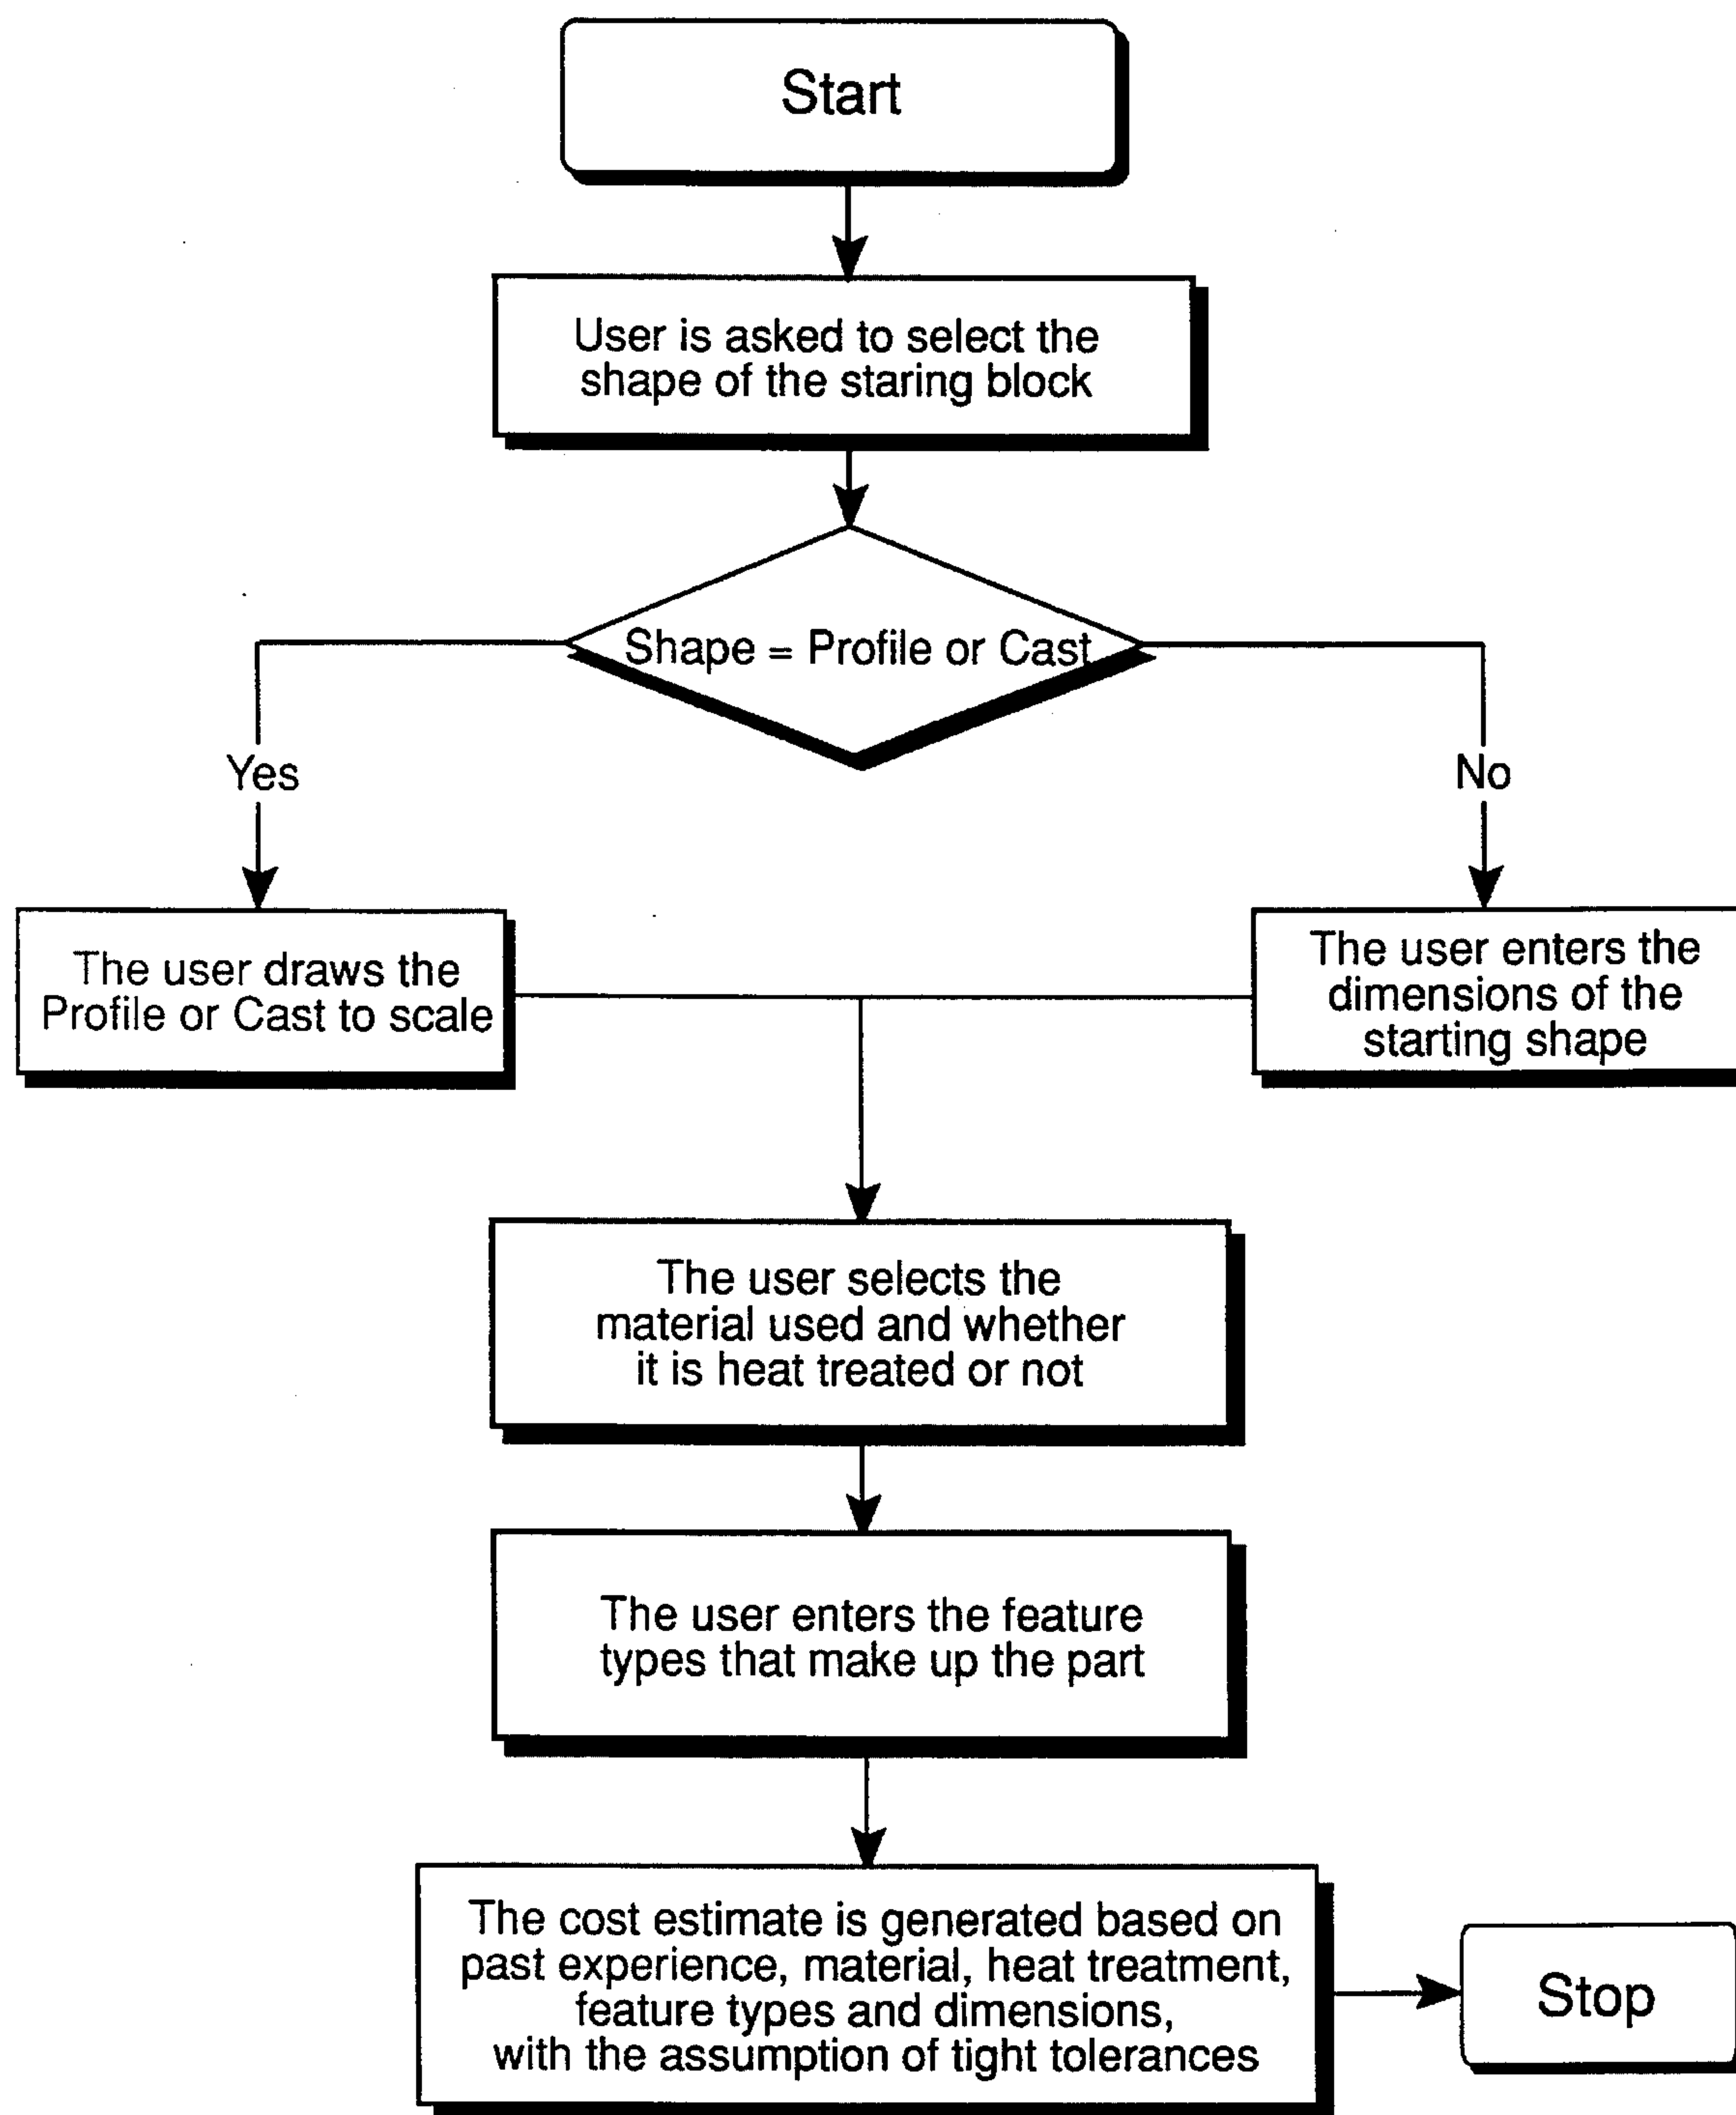 Start
User is asked to select the
shape of the staring block
Shape = Profile or Cast
Yes
No
The user draws the
Profile or Cast to scale
The user enters the
dimensions of the
starting shape
The user selects the
material used and whether
it is heat treated or not
The user enters the feature
types that make up the part
The cost estimate is generated based on
past experience, material, heat treatment,
feature types and dimensions,
with the assumption of tight tolerances
Stop